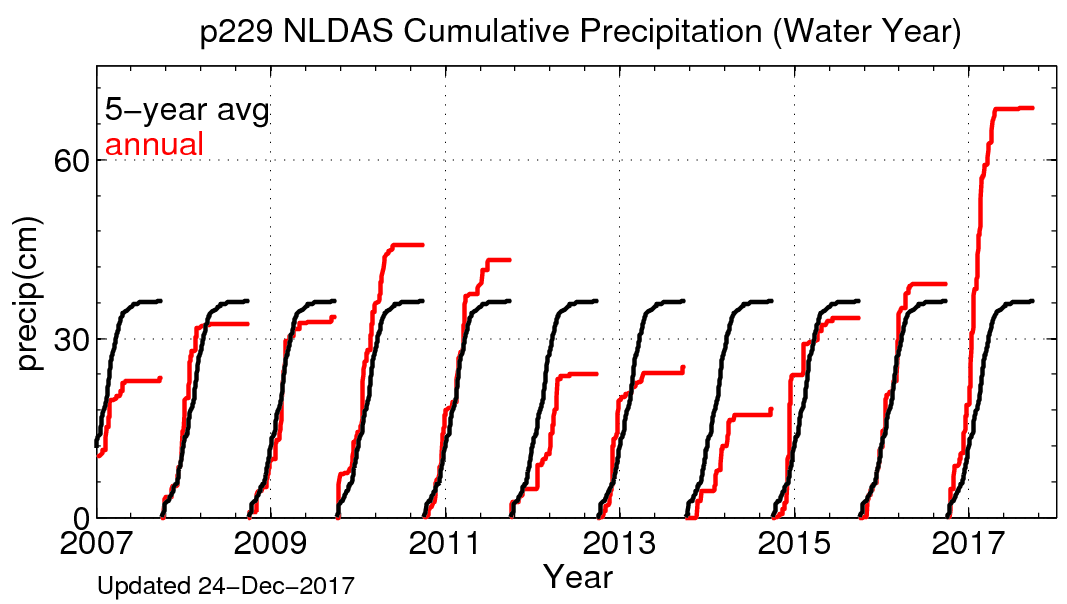 p229 NLDAS Cumulative Precipitation (Water Year)
5−year avg
annual
60
30
0
precip(cm)
2007 2009 2011 2013 2015 2017
Year
Updated 24−Dec−2017